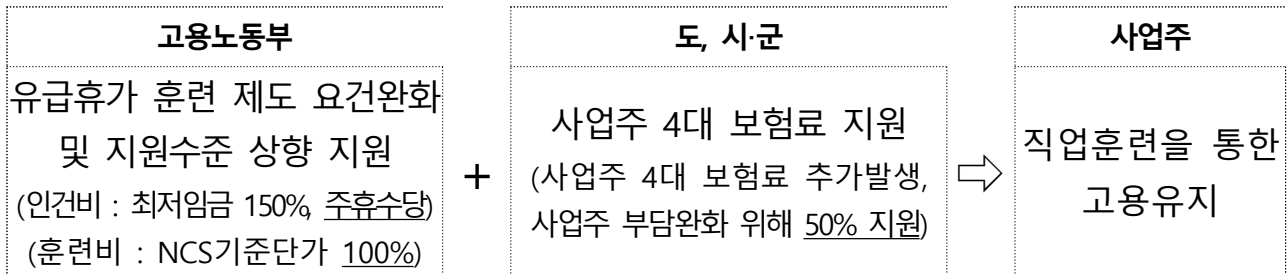 고용노동부
유급휴가 훈련 제도 요건완화
및 지원수준 상향 지원
(인건비 : 최저임금 150%, 주휴수당)
(훈련비 : NCS기준단가 100%)
+
도, 시·군
사업주 4대 보험료 지원
(사업주 4대 보험료 추가발생,
사업주 부담완화 위해 50% 지원)
⇨
사업주
직업훈련을 통한
고용유지